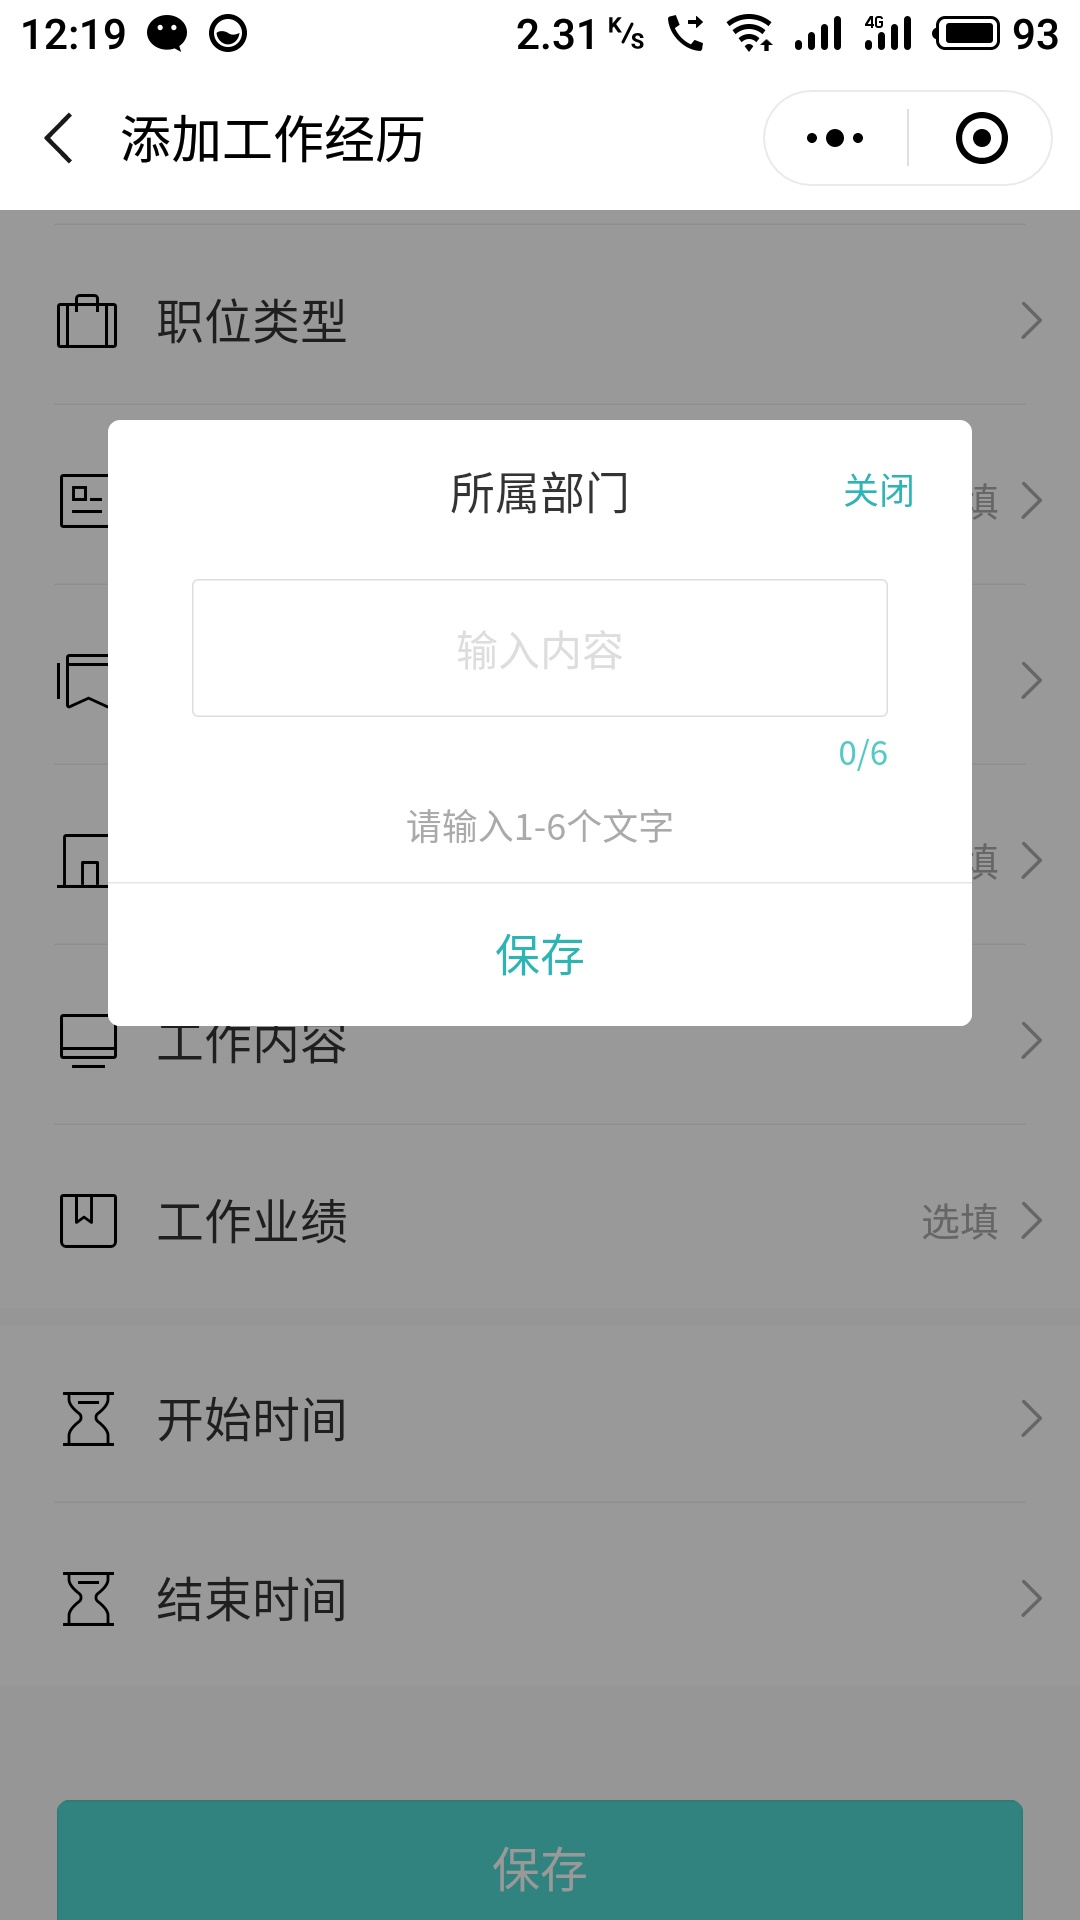 12:19 2.31 K/s 4G 93
添加工作经历
职位类型
所属部门 关闭
填
输入内容
0/6
请输入1-6个文字
填
保存
工作内容
工作业绩 选填
开始时间
结束时间
保存